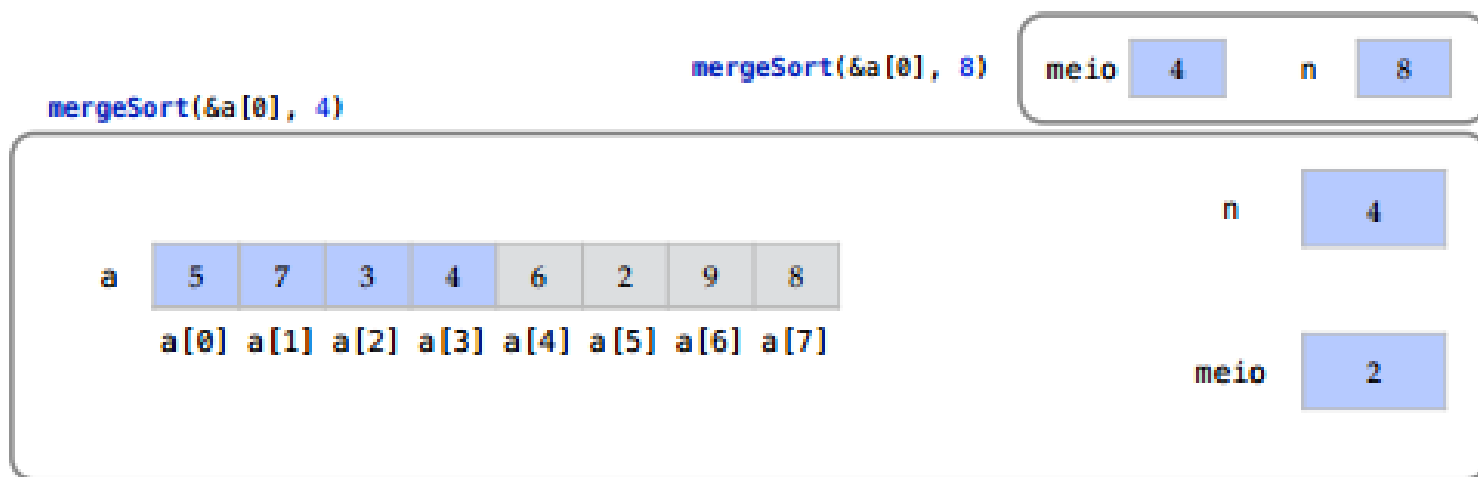 mergeSort(&a[0], 8) meio 4 n 8
mergeSort(&a[0], 4)
n 4
a 5 7 3 4 6 2 9 8
a[0] a[1] a[2] a[3] a[4] a[5] a[6] a[7]
meio 2